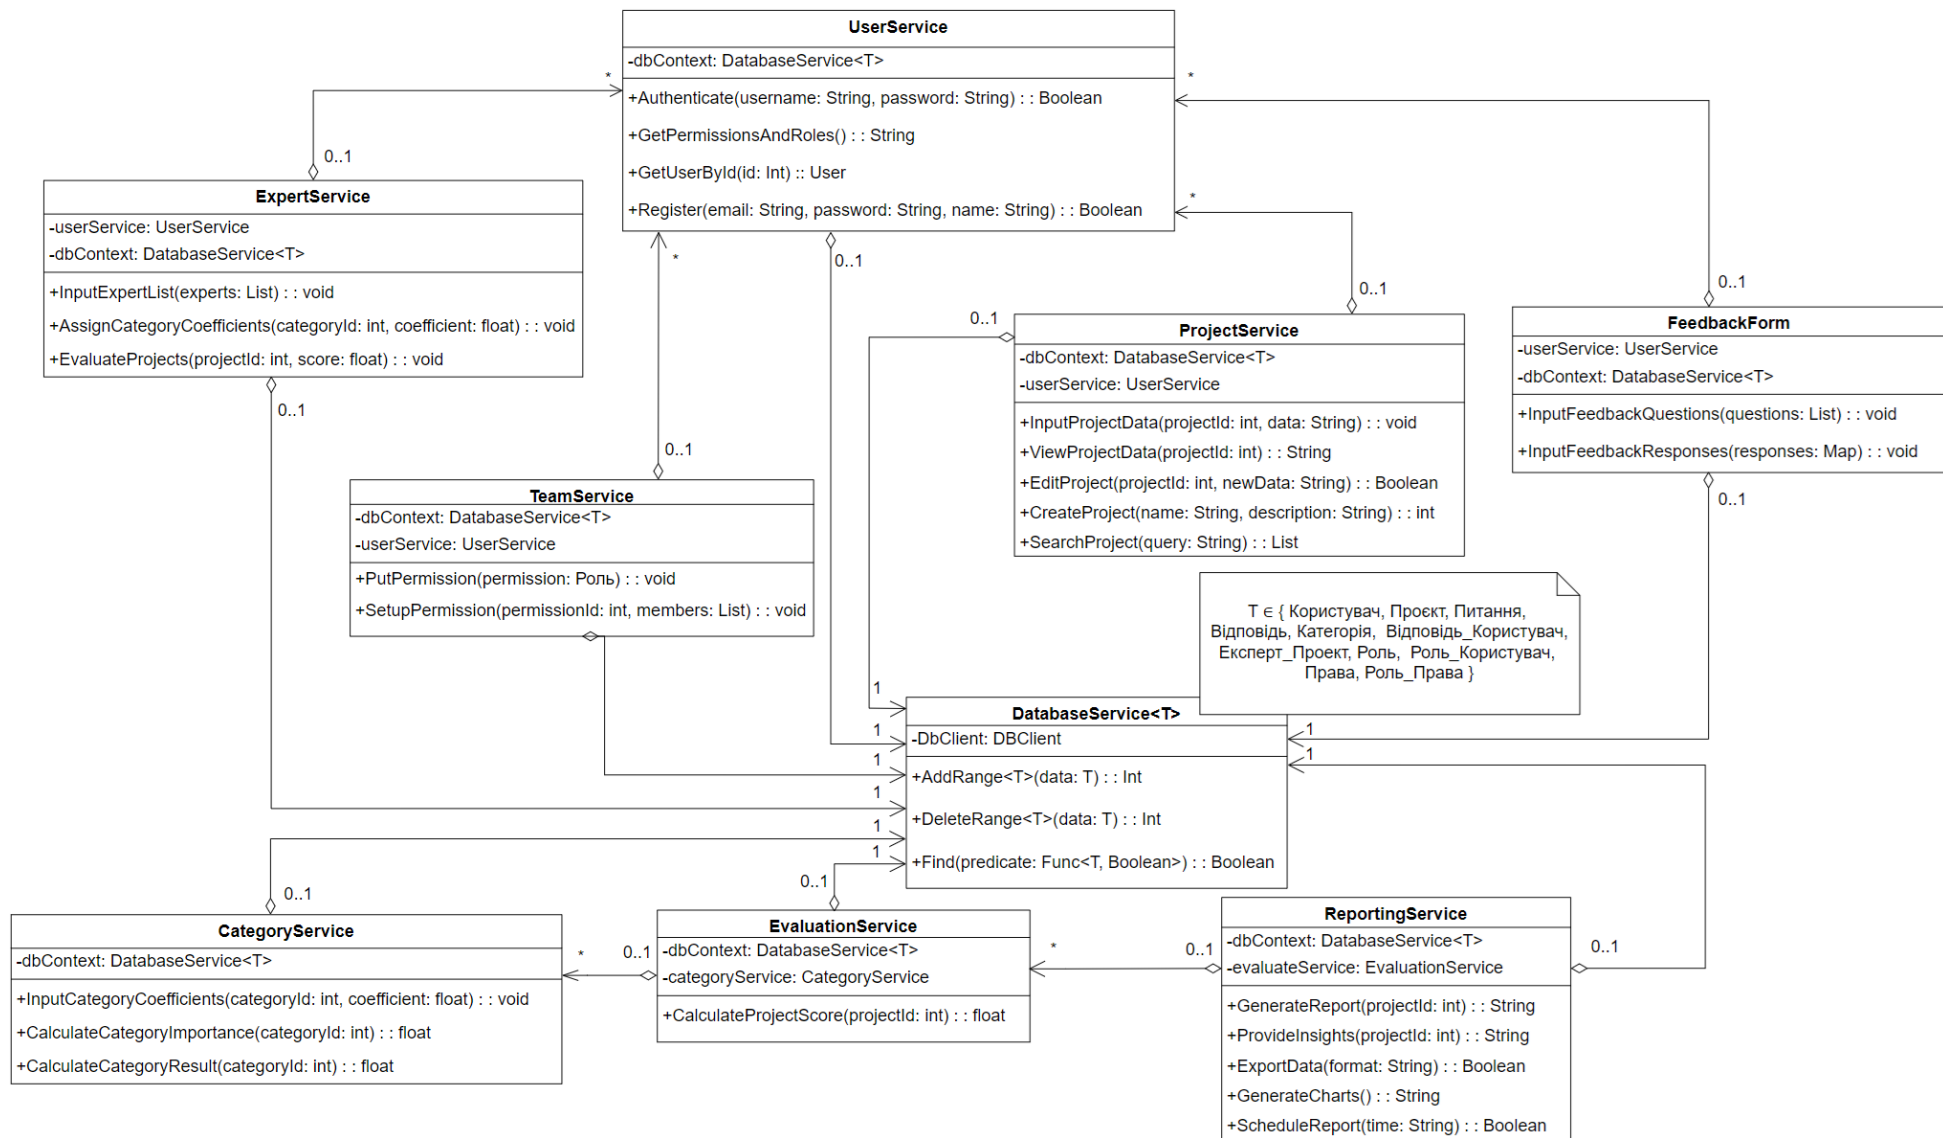 UserService
-dbContext: DatabaseService<T>
+Authenticate(username: String, password: String) : : Boolean
+GetPermissionsAndRoles() : : String
+GetUserById(id: Int) :: User
+Register(email: String, password: String, name: String) : : Boolean
*
*
*
*
0..1
0..1
0..1
0..1
0..1
ExpertService
-userService: UserService
-dbContext: DatabaseService<T>
+InputExpertList(experts: List) : : void
+AssignCategoryCoefficients(categoryId: int, coefficient: float) : : void
+EvaluateProjects(projectId: int, score: float) : : void
0..1
0..1
ProjectService
-dbContext: DatabaseService<T>
-userService: UserService
+InputProjectData(projectId: int, data: String) : : void
+ViewProjectData(projectId: int) : : String
+EditProject(projectId: int, newData: String) : : Boolean
+CreateProject(name: String, description: String) : : int
+SearchProject(query: String) : : List
FeedbackForm
-userService: UserService
-dbContext: DatabaseService<T>
+InputFeedbackQuestions(questions: List) : : void
+InputFeedbackResponses(responses: Map) : : void
0..1
TeamService
-dbContext: DatabaseService<T>
-userService: UserService
+PutPermission(permission: Роль) : : void
+SetupPermission(permissionId: int, members: List) : : void
T ∈ { Користувач, Проєкт, Питання,
Відповідь, Категорія, Відповідь_Користувач,
Експерт_Проект, Роль, Роль_Користувач,
Права, Роль_Права }
1
1
1
1
1
1
1
1
DatabaseService<T>
-DbClient: DBClient
+AddRange<T>(data: T) : : Int
+DeleteRange<T>(data: T) : : Int
+Find(predicate: Func<T, Boolean>) : : Boolean
0..1
0..1
CategoryService
-dbContext: DatabaseService<T>
+InputCategoryCoefficients(categoryId: int, coefficient: float) : : void
+CalculateCategoryImportance(categoryId: int) : : float
+CalculateCategoryResult(categoryId: int) : : float
*
0..1
EvaluationService
-dbContext: DatabaseService<T>
-categoryService: CategoryService
+CalculateProjectScore(projectId: int) : : float
*
0..1
ReportingService
-dbContext: DatabaseService<T>
-evaluateService: EvaluationService
+GenerateReport(projectId: int) : : String
+ProvideInsights(projectId: int) : : String
+ExportData(format: String) : : Boolean
+GenerateCharts() : : String
+ScheduleReport(time: String) : : Boolean
0..1